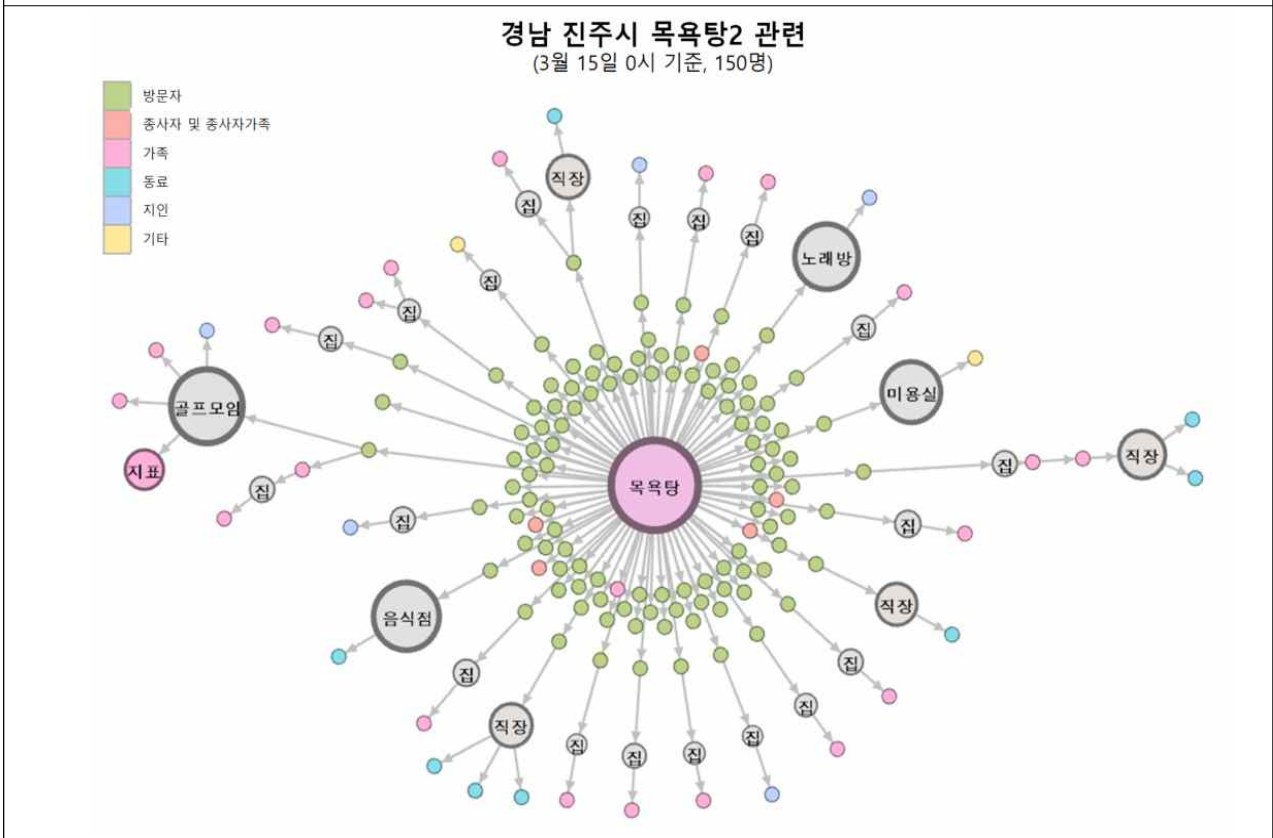 경남 진주시 목욕탕2 관련
(3월 15일 0시 기준, 150명)
방문자
종사자 및 종사자가족
가족
동료
지인
기타
직장
집
집
집
집
노래방
집
집
집
집
미용실
골프모임
직장
집
지표
집
집
집
직장
음식점
집
집
집
직장
집
집
집
집